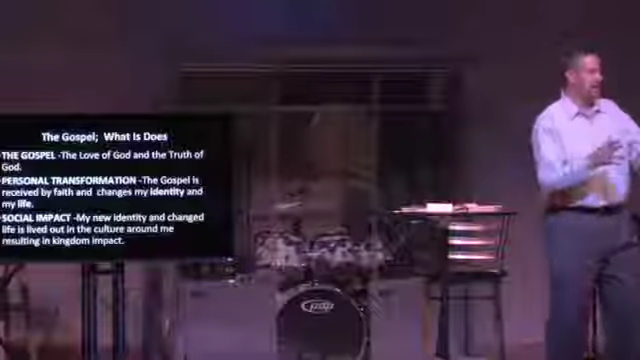 The Gospel; What Is Does
THE GOSPEL -The Love of God and the Truth of
God.
PERSONAL TRANSFORMATION -The Gospel is
received by faith and changes my identity and
my life.
SOCIAL IMPACT -My new identity and changed
life is lived out in the culture around me
resulting in kingdom impact.